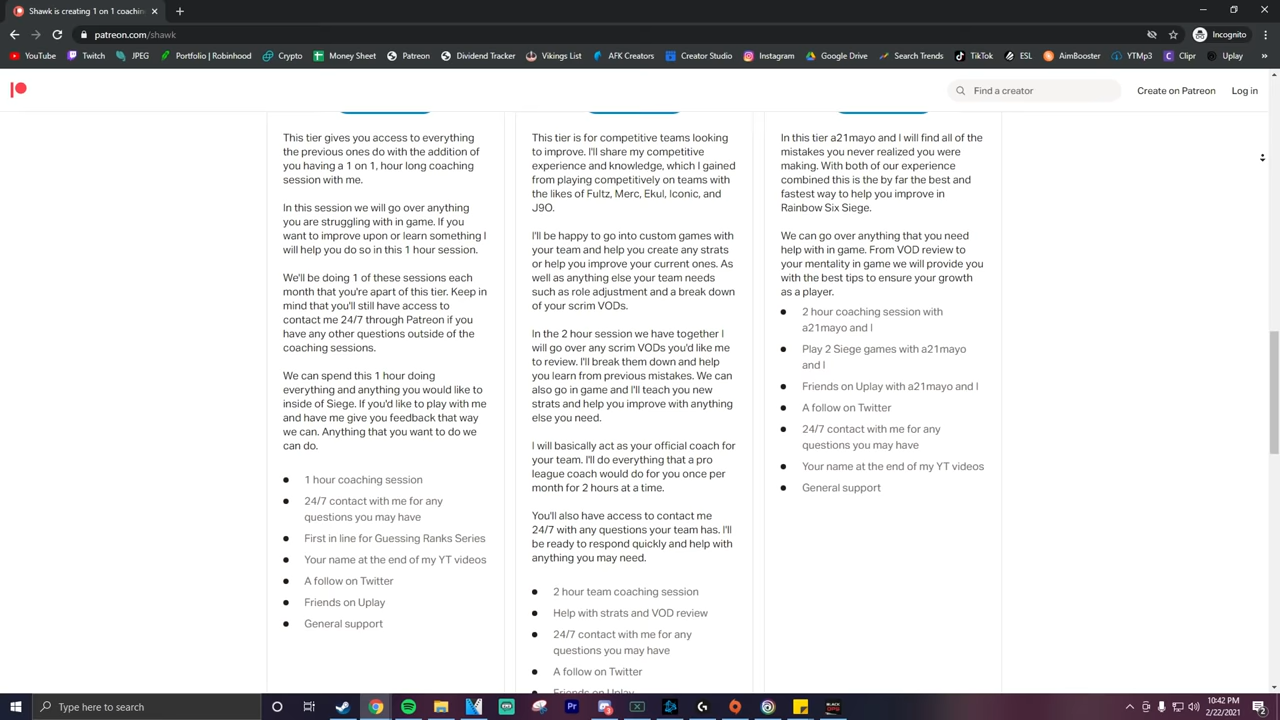 Shawk is creating 1 on 1 coachin
patreon.com/shawk
Incognito
YouTube
Twitch
JPEG
Portfolio | Robinhood
Crypto
Money Sheet
Patreon
Dividend Tracker
Vikings List
AFK Creators
Creator Studio
Instagram
Google Drive
Search Trends
TikTok
ESL
AimBooster
YTMp3
Clipr
Uplay
Find a creator
Create on Patreon
Log in
This tier gives you access to everything
the previous ones do with the addition of
you having a 1 on 1, hour long coaching
session with me.
In this session we will go over anything
you are struggling with in game. If you
want to improve upon or learn something I
will help you do so in this 1 hour session.
We'll be doing 1 of these sessions each
month that you're apart of this tier. Keep in
mind that you'll still have access to
contact me 24/7 through Patreon if you
have any other questions outside of the
coaching sessions.
We can spend this 1 hour doing
everything and anything you would like to
inside of Siege. If you'd like to play with me
and have me give you feedback that way
we can. Anything that you want to do we
can do.
1 hour coaching session
24/7 contact with me for any
questions you may have
First in line for Guessing Ranks Series
Your name at the end of my YT videos
A follow on Twitter
Friends on Uplay
General support
This tier is for competitive teams looking
to improve. I'll share my competitive
experience and knowledge, which I gained
from playing competitively on teams with
the likes of Fultz, Merc, Ekul, Iconic, and
J9O.
I'll be happy to go into custom games with
your team and help you create any strats
or help you improve your current ones. As
well as anything else your team needs
such as role adjustment and a break down
of your scrim VODs.
In the 2 hour session we have together I
will go over any scrim VODs you'd like me
to review. I'll break them down and help
you learn from previous mistakes. We can
also go in game and I'll teach you new
strats and help you improve with anything
else you need.
I will basically act as your official coach for
your team. I'll do everything that a pro
league coach would do for you once per
month for 2 hours at a time.
You'll also have access to contact me
24/7 with any questions your team has. I'll
be ready to respond quickly and help with
anything you may need.
2 hour team coaching session
Help with strats and VOD review
24/7 contact with me for any
questions you may have
A follow on Twitter
Friends on Uplay
In this tier a21mayo and I will find all of the
mistakes you never realized you were
making. With both of our experience
combined this is the by far the best and
fastest way to help you improve in
Rainbow Six Siege.
We can go over anything that you need
help with in game. From VOD review to
your mentality in game we will provide you
with the best tips to ensure your growth
as a player.
2 hour coaching session with
a21mayo and I
Play 2 Siege games with a21mayo
and I
Friends on Uplay with a21mayo and I
A follow on Twitter
24/7 contact with me for any
questions you may have
Your name at the end of my YT videos
General support
Type here to search
10:42 PM
2/22/2021